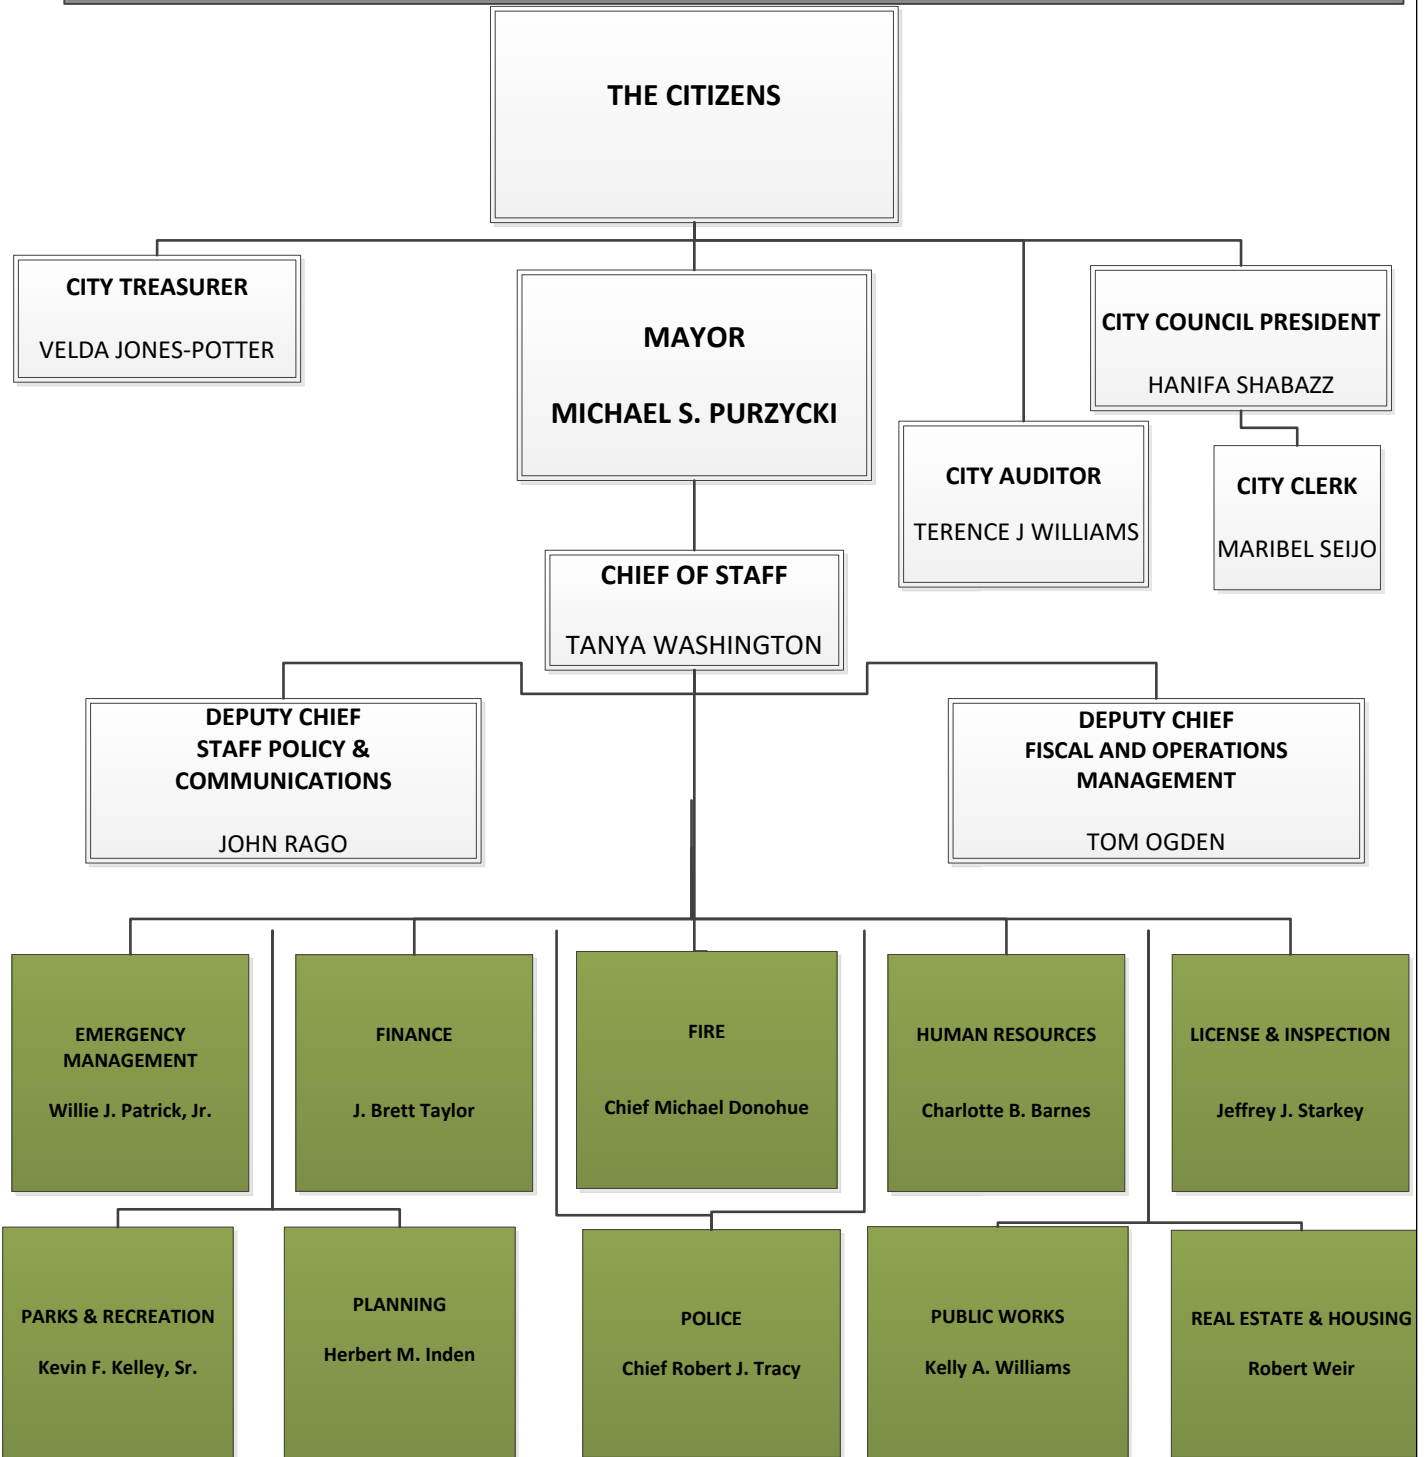 THE CITIZENS
CITY TREASURER
VELDA JONES-POTTER
MAYOR
MICHAEL S. PURZYCKI
CITY COUNCIL PRESIDENT
HANIFA SHABAZZ
CITY AUDITOR
TERENCE J WILLIAMS
CITY CLERK
MARIBEL SEIJO
CHIEF OF STAFF
TANYA WASHINGTON
DEPUTY CHIEF
STAFF POLICY &
COMMUNICATIONS
JOHN RAGO
DEPUTY CHIEF
FISCAL AND OPERATIONS
MANAGEMENT
TOM OGDEN
EMERGENCY
MANAGEMENT
Willie J. Patrick, Jr.
FINANCE
J. Brett Taylor
FIRE
Chief Michael Donohue
HUMAN RESOURCES
Charlotte B. Barnes
LICENSE & INSPECTION
Jeffrey J. Starkey
PARKS & RECREATION
Kevin F. Kelley, Sr.
PLANNING
Herbert M. Inden
POLICE
Chief Robert J. Tracy
PUBLIC WORKS
Kelly A. Williams
REAL ESTATE & HOUSING
Robert Weir